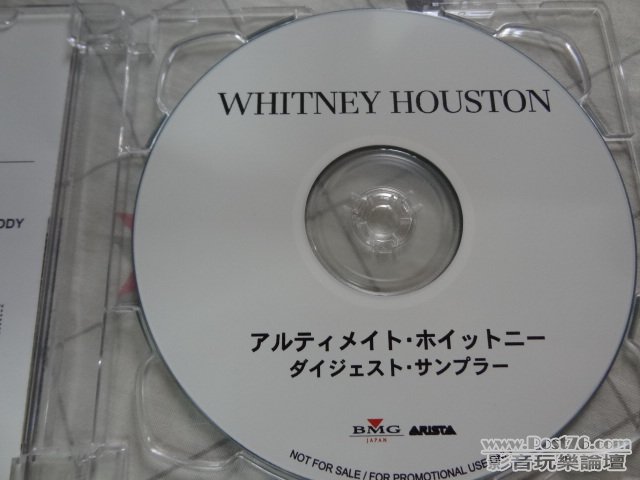 WHITNEY HOUSTON
ODY
アルティメイト・ホイットニー
ダイジェスト・サンプラー
BMG
JAPAN
ARISTA
NOT FOR SALE / FOR PROMOTIONAL USE
www.Post76.com
影音玩樂論壇